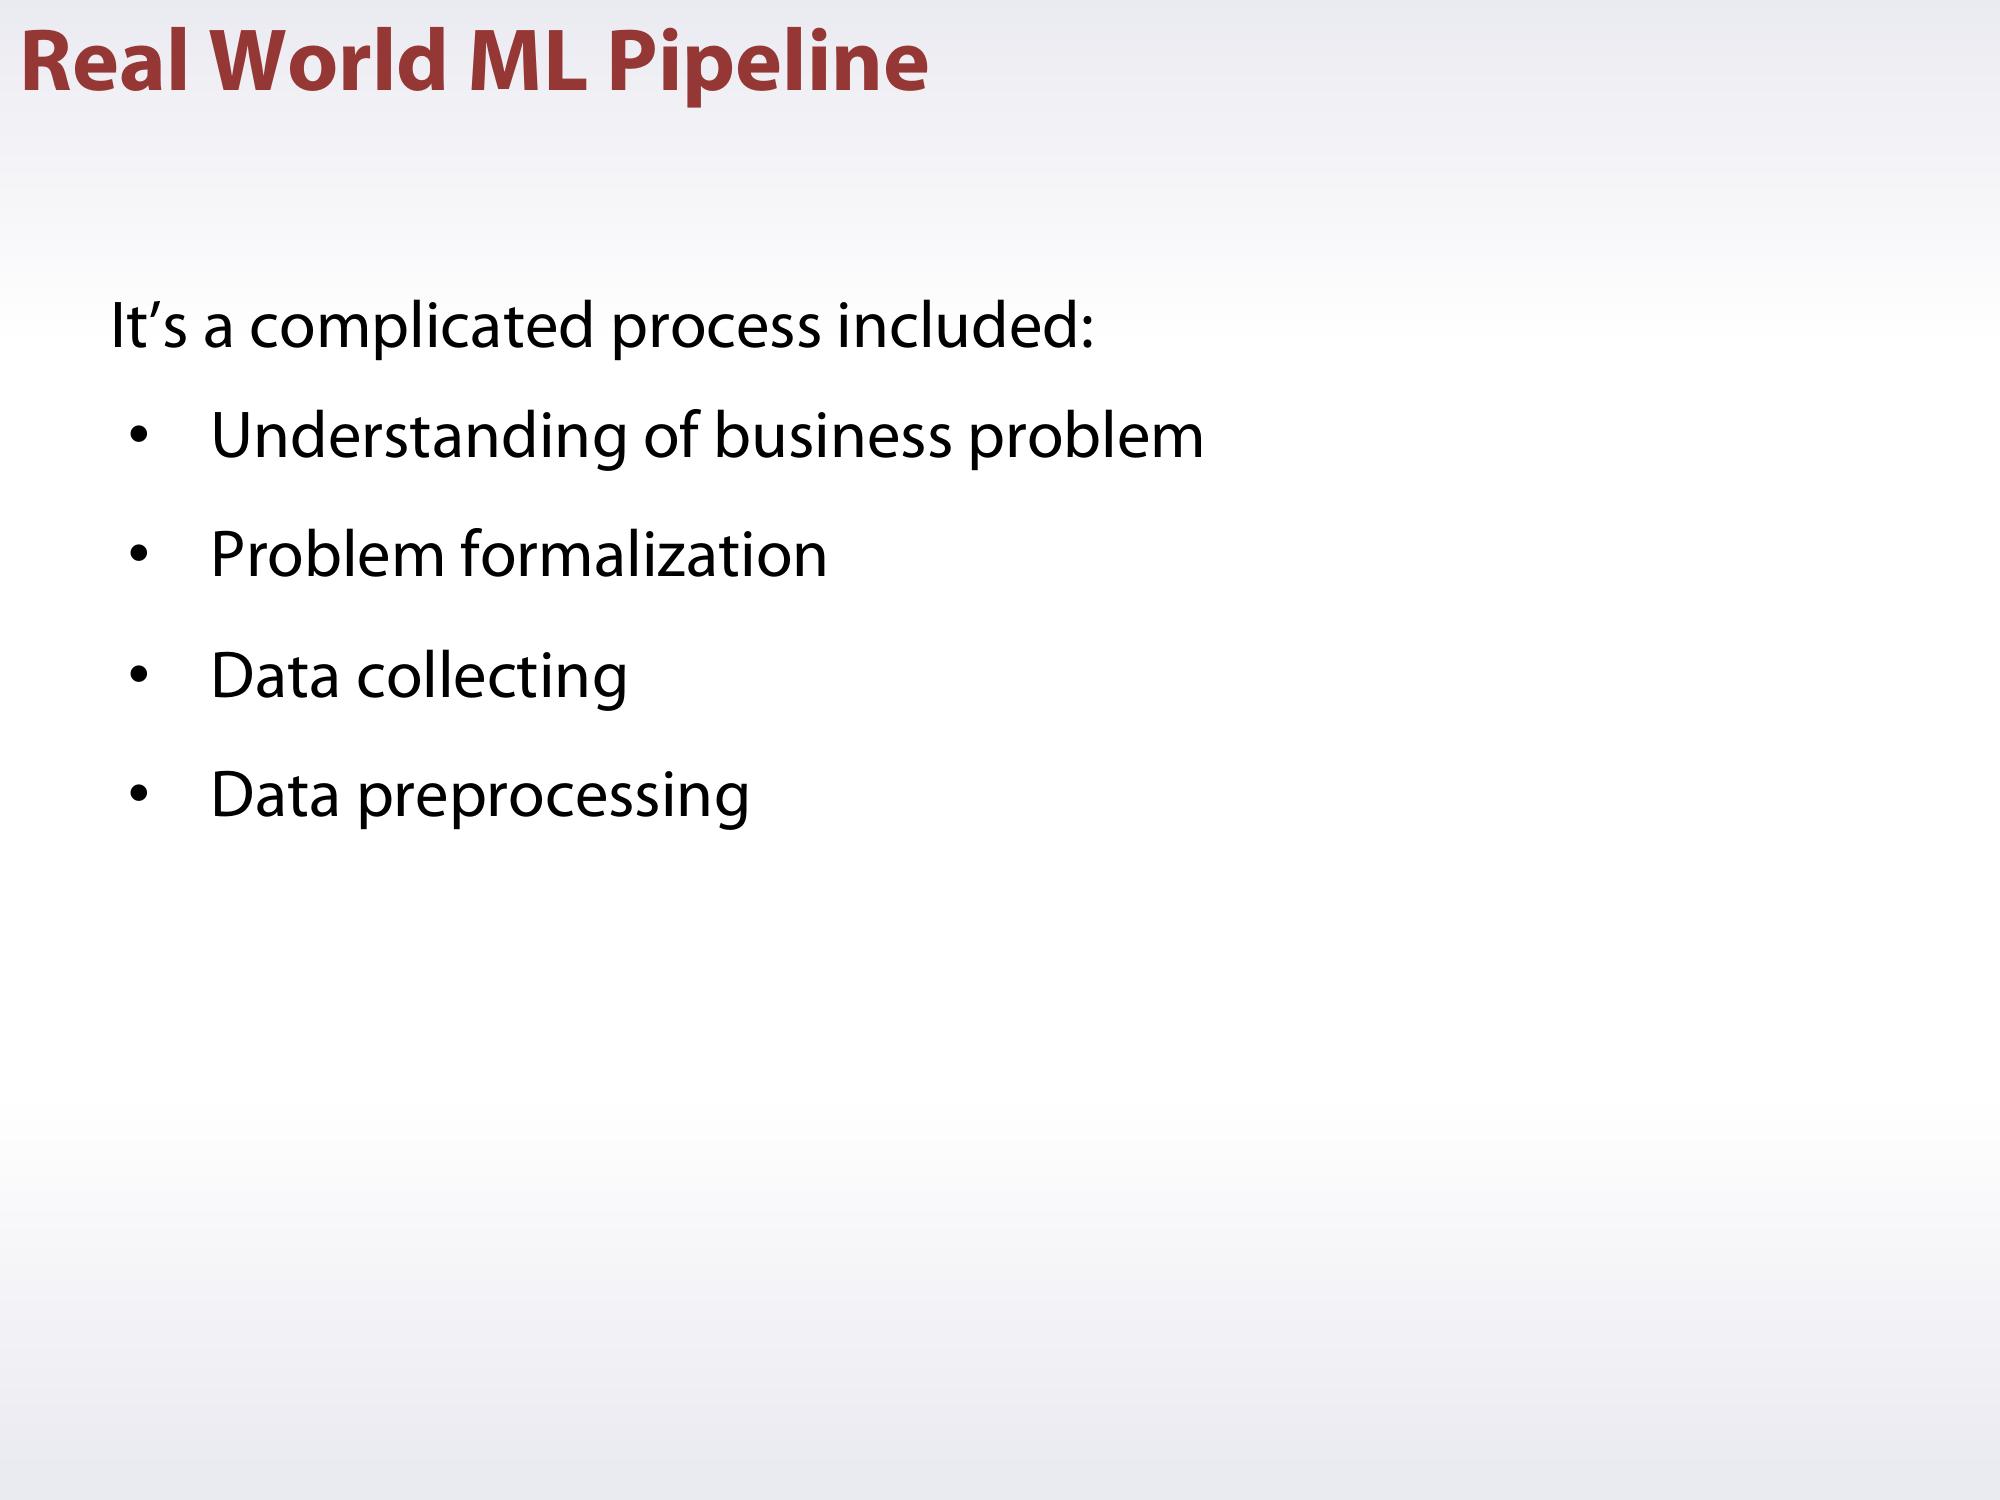 Real World ML Pipeline
It’s a complicated process included:
• Understanding of business problem
• Problem formalization
• Data collecting
• Data preprocessing